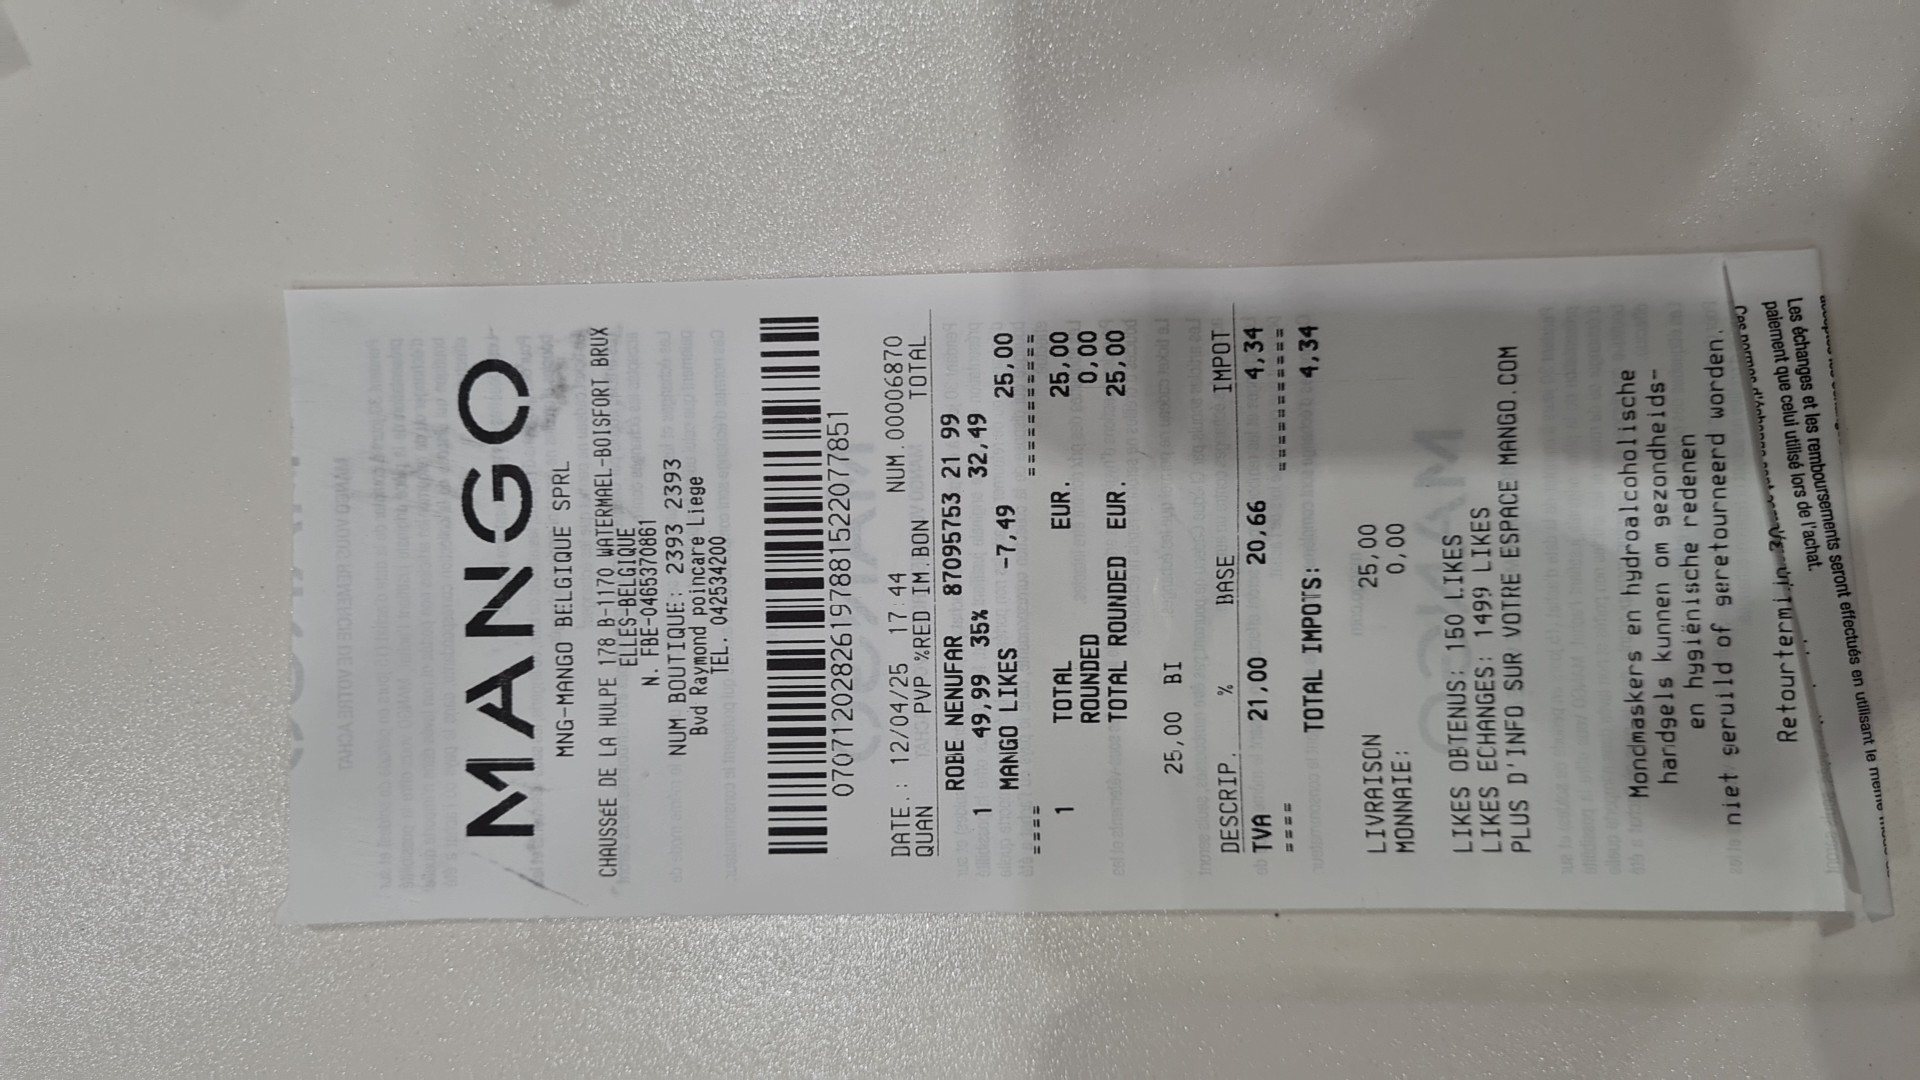 MANGO
MNG-MANGO BELGIQUE SPRL
CHAUSSEE DE LA HULPE 178 B-1170 WATERMAEL-BOISFORT BRUX
ELLES-BELGIQUE
N. FBE-0465370861
NUM BOUTIQUE: 2393 2393
Bvd Raymond poincare Liege
TEL. 042534200
0707120282619788152207785​1
DATE.: 12/04/25 17:44 NUM.00006870
QUAN PVP %RED IM.BON TOTAL
ROBE NENUFAR 87095753 21 99
1 49,99 35% 32,49
MANGO LIKES -7,49 25,00
==== ==========
1 TOTAL EUR. 25,00
ROUNDED 0,00
TOTAL ROUNDED EUR. 25,00
25,00 BI
DESCRIP. % BASE IMPOT
TVA 21,00 20,66 4,34
==== ==========
TOTAL IMPOTS: 4,34
LIVRAISON 25,00
MONNAIE: 0,00
LIKES OBTENUS: 150 LIKES
LIKES ECHANGES: 1499 LIKES
PLUS D'INFO SUR VOTRE ESPACE MANGO.COM
Mondmaskers en hydroalcoholische
handgels kunnen om gezondheids-
en hygiënische redenen
niet geruild of geretourneerd worden.
Retourtermijn
Les échanges et les remboursements seront effectués en utilisant le même
paiement que celui utilisé lors de l'achat.